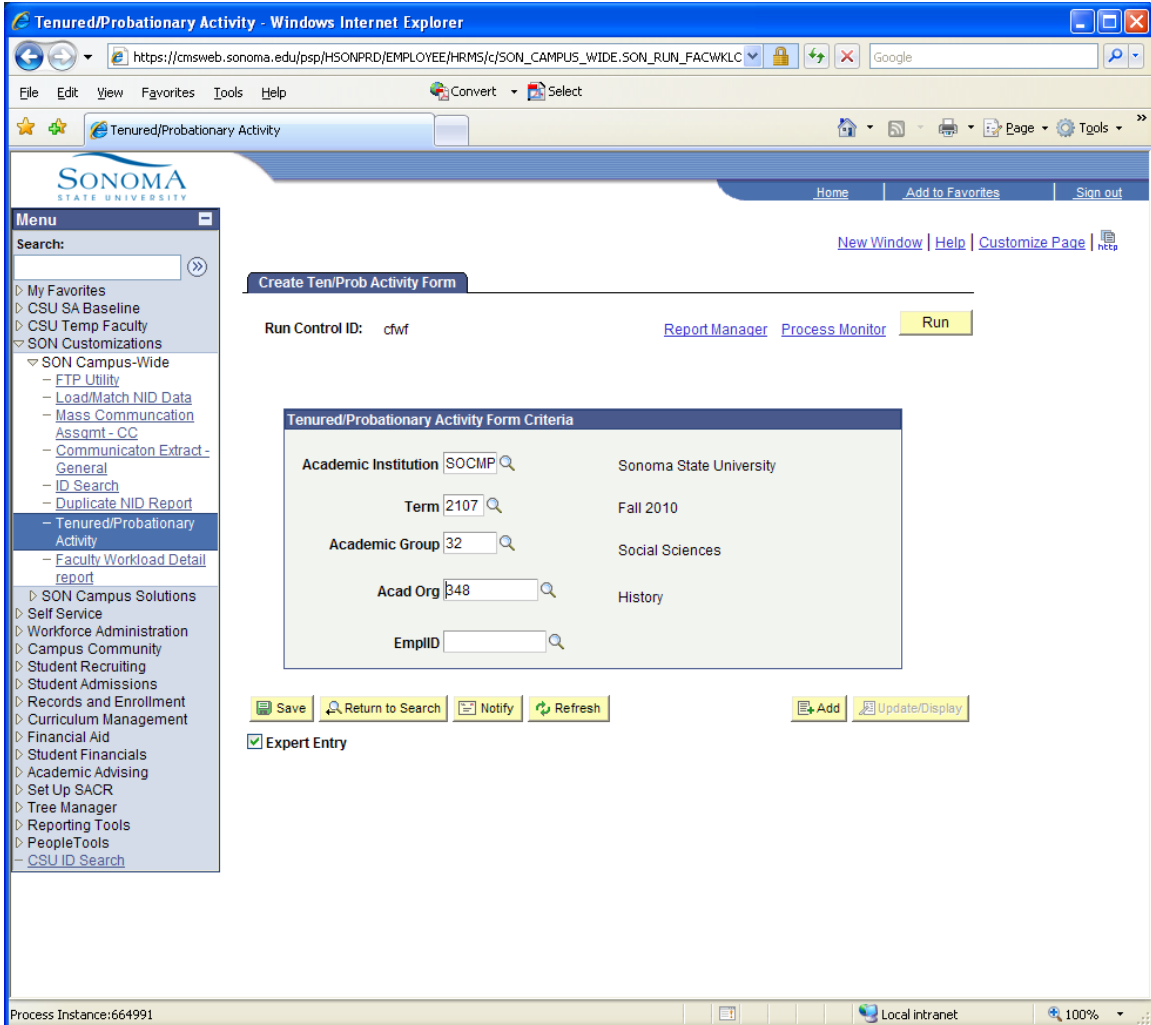 Tenured/Probationary Activity - Windows Internet Explorer
https://cmsweb.sonoma.edu/psp/HSONPRD/EMPLOYEE/HRMS/c/SON_CAMPUS_WIDE.SON_RUN_FACWKLC
Google
File Edit View Favorites Tools Help Convert Select
Tenured/Probationary Activity
Page Tools »
SONOMA
STATE UNIVERSITY
Home Add to Favorites Sign out
Menu
Search:
New Window | Help | Customize Page | http
My Favorites
CSU SA Baseline
CSU Temp Faculty
SON Customizations
SON Campus-Wide
– FTP Utility
– Load/Match NID Data
– Mass Communcation
Assgmt - CC
– Communicaton Extract -
General
– ID Search
– Duplicate NID Report
– Tenured/Probationary
Activity
– Faculty Workload Detail
report
SON Campus Solutions
Self Service
Workforce Administration
Campus Community
Student Recruiting
Student Admissions
Records and Enrollment
Curriculum Management
Financial Aid
Student Financials
Academic Advising
Set Up SACR
Tree Manager
Reporting Tools
PeopleTools
– CSU ID Search
Create Ten/Prob Activity Form
Run Control ID: cfwf Report Manager Process Monitor Run
Tenured/Probationary Activity Form Criteria
Academic Institution SOCMP Sonoma State University
Term 2107 Fall 2010
Academic Group 32 Social Sciences
Acad Org 348 History
EmplID
Save Return to Search Notify Refresh Add Update/Display
Expert Entry
Process Instance:664991 Local intranet 100%